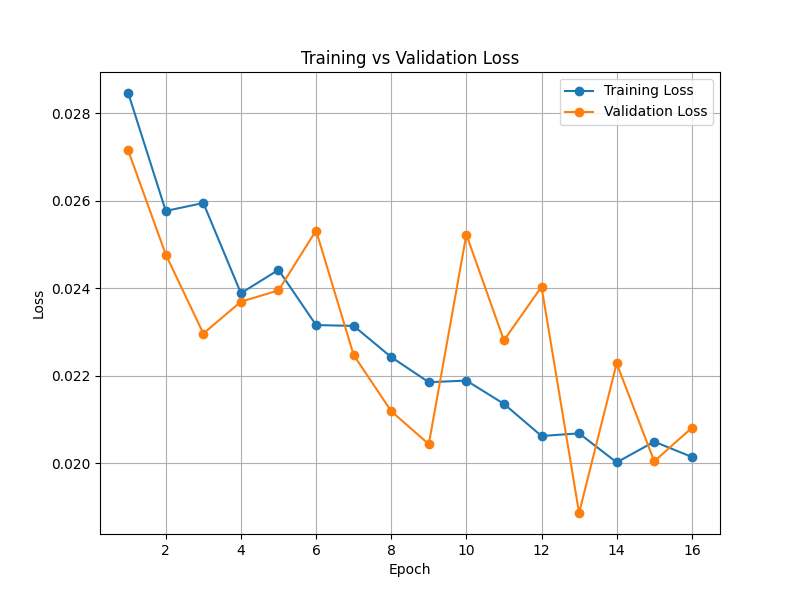 Training vs Validation Loss
Training Loss
Validation Loss
0.028
0.026
0.024
0.022
0.020
Loss
2 4 6 8 10 12 14 16
Epoch